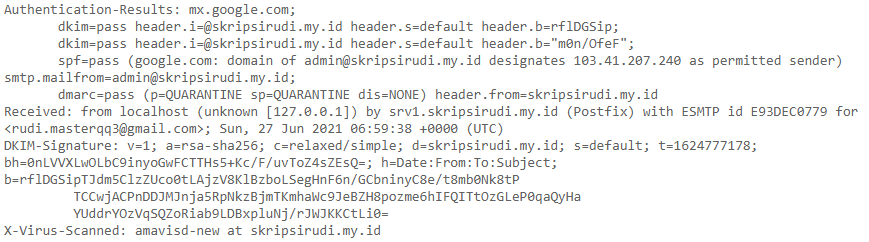 Authentication-Results: mx.google.com;
dkim=pass header.i=@skripsirudi.my.id header.s=default header.b=rflDGSip;
dkim=pass header.i=@skripsirudi.my.id header.s=default header.b="m0n/OfeF";
spf=pass (google.com: domain of admin@skripsirudi.my.id designates 103.41.207.240 as permitted sender)
smtp.mailfrom=admin@skripsirudi.my.id;
dmarc=pass (p=QUARANTINE sp=QUARANTINE dis=NONE) header.from=skripsirudi.my.id
Received: from localhost (unknown [127.0.0.1]) by srv1.skripsirudi.my.id (Postfix) with ESMTP id E93DEC0779 for
<rudi.masterqq3@gmail.com>; Sun, 27 Jun 2021 06:59:38 +0000 (UTC)
DKIM-Signature: v=1; a=rsa-sha256; c=relaxed/simple; d=skripsirudi.my.id; s=default; t=1624777178;
bh=0nLVVXLwOLbC9inyoGwFCTTHs5+Kc/F/uvToZ4sZEsQ=; h=Date:From:To:Subject;
b=rflDGSipTJdm5ClzZUco0tLAjzV8KlBzboLSegHnF6n/GCbninyC8e/t8mb0Nk8tP
TCCwjACPnDDJMJnja5RpNkzBjmTKmhaWc9JeBZH8pozme6hIFQITtOzGLeP0qaQyHa
YUddrYOzVqSQZoRiab9LDBxpluNj/rJWJKKCtLi0=
X-Virus-Scanned: amavisd-new at skripsirudi.my.id